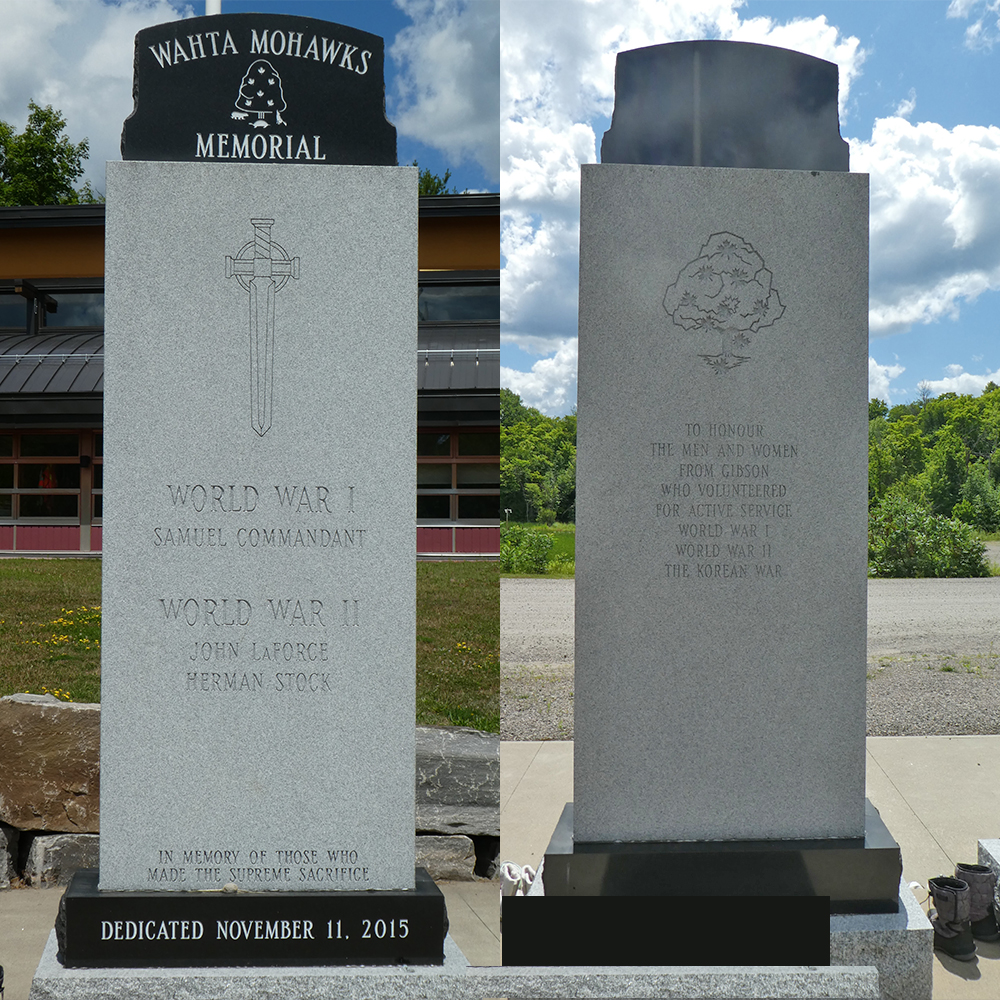 WAHTA MOHAWKS
MEMORIAL
WORLD WAR I
SAMUEL COMMANDANT
WORLD WAR II
JOHN LAFORCE
HERMAN STOCK
IN MEMORY OF THOSE WHO
MADE THE SUPREME SACRIFICE
DEDICATED NOVEMBER 11, 2015
TO HONOUR
THE MEN AND WOMEN
FROM GIBSON
WHO VOLUNTEERED
FOR ACTIVE SERVICE
WORLD WAR I
WORLD WAR II
THE KOREAN WAR